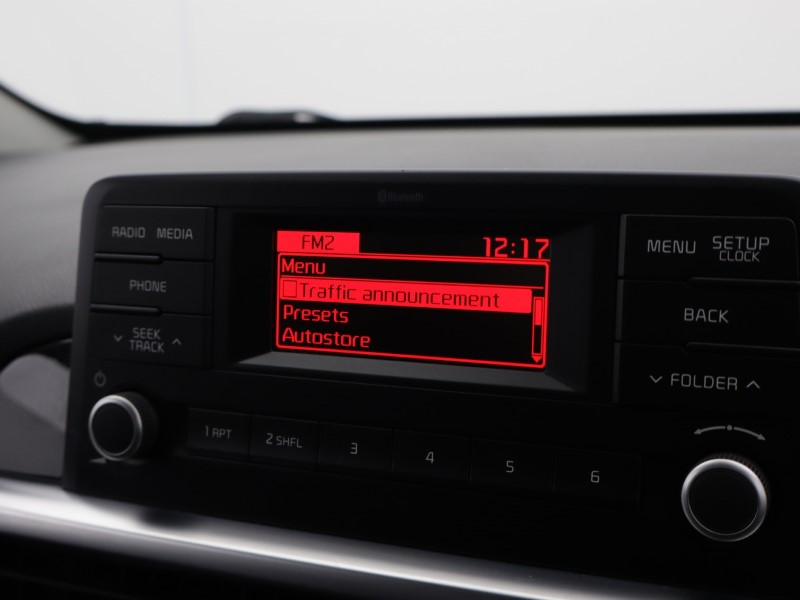 Bluetooth
RADIO MEDIA
PHONE
SEEK
TRACK
FM2 12:17
Menu
Traffic announcement
Presets
Autostore
MENU SETUP
CLOCK
BACK
FOLDER
1 RPT 2 SHFL 3 4 5 6